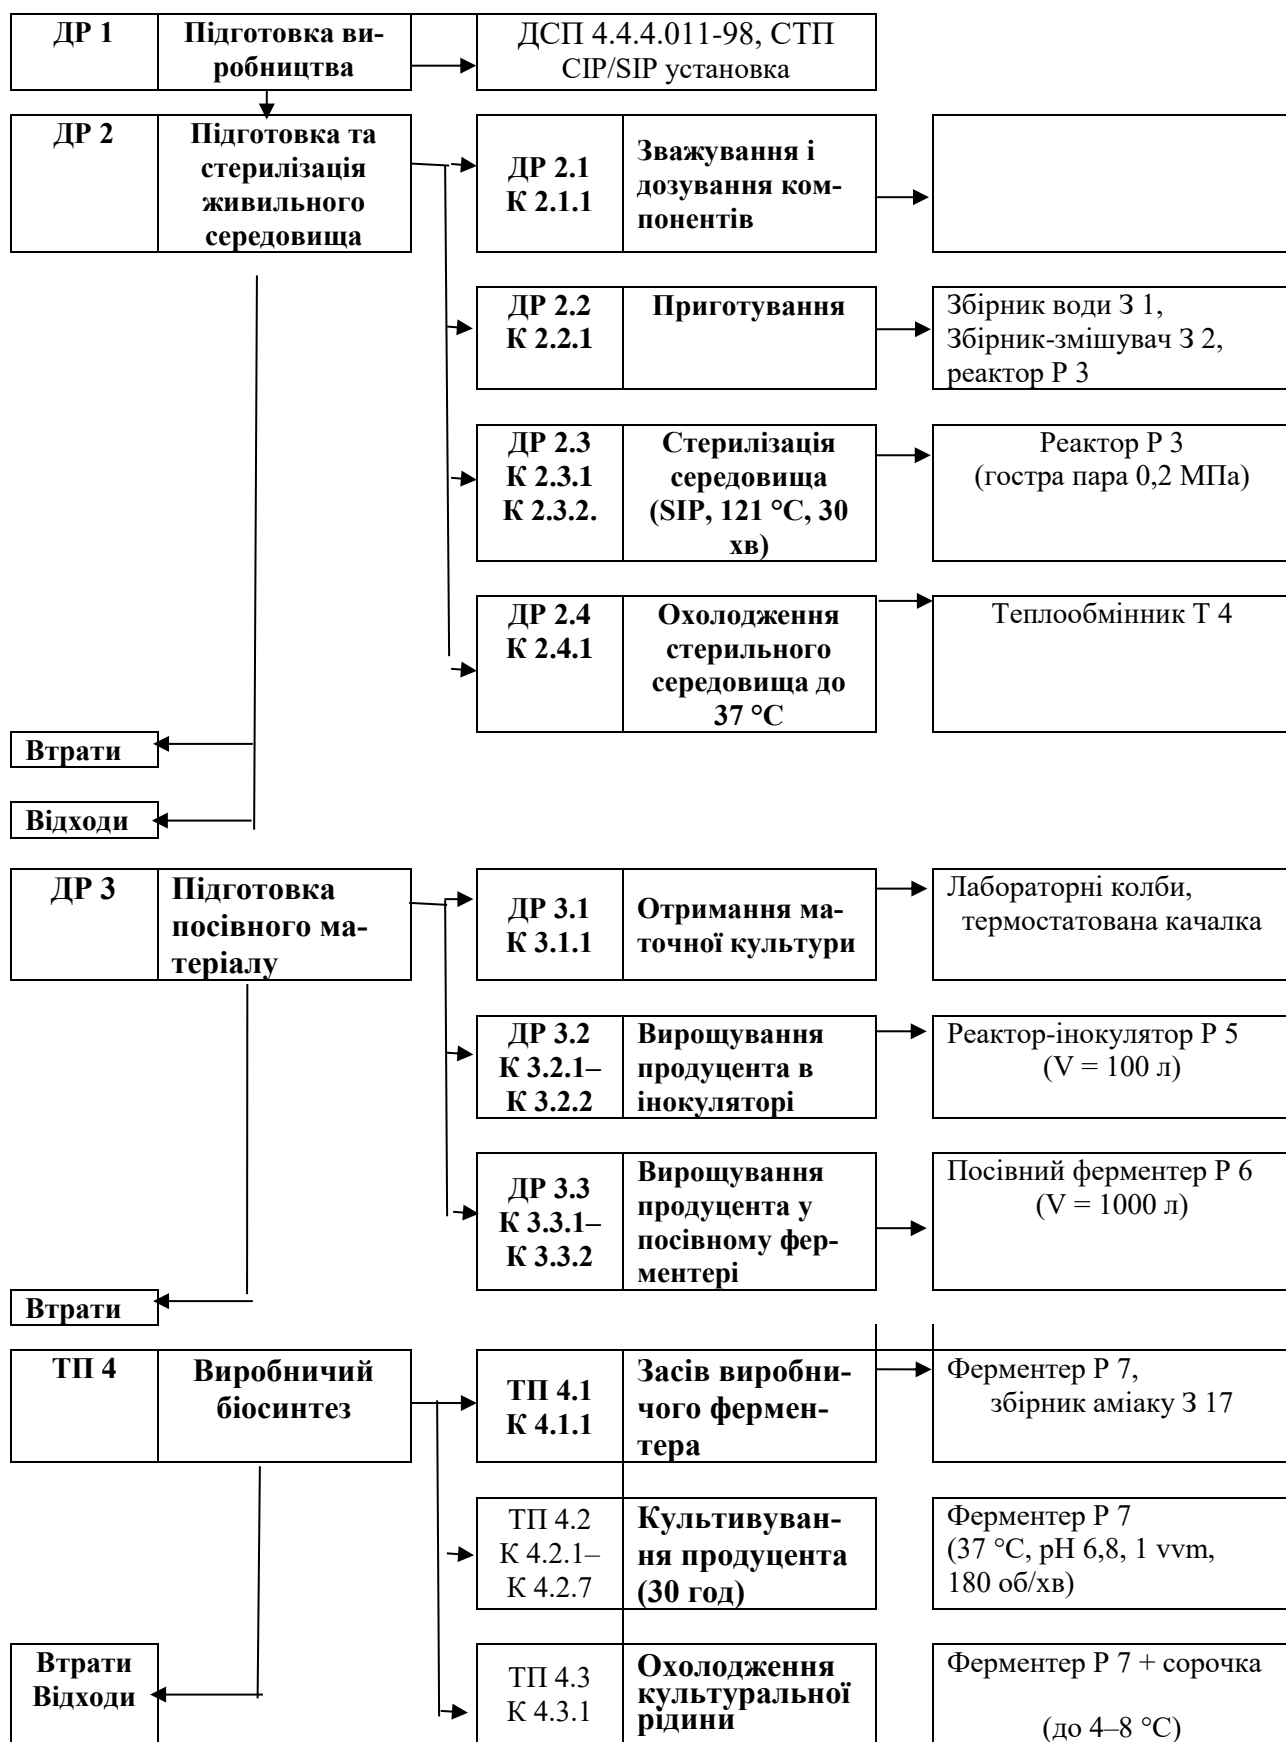 ДР 1
Підготовка ви-
робництва
ДСП 4.4.4.011-98, СТП
CIP/SIP установка
ДР 2
Підготовка та
стерилізація
живильного
середовища
ДР 2.1
К 2.1.1
Зважування і
дозування ком-
понентів
ДР 2.2
К 2.2.1
Приготування
Збірник води З 1,
Збірник-змішувач З 2,
реактор Р 3
ДР 2.3
К 2.3.1
К 2.3.2.
Стерилізація
середовища
(SIP, 121 °C, 30
хв)
Реактор Р 3
(гостра пара 0,2 МПа)
ДР 2.4
К 2.4.1
Охолодження
стерильного
середовища до
37 °C
Теплообмінник Т 4
Втрати
Відходи
ДР 3
Підготовка
посівного ма-
теріалу
ДР 3.1
К 3.1.1
Отримання ма-
точної культури
Лабораторні колби,
термостатована качалка
ДР 3.2
К 3.2.1–
К 3.2.2
Вирощування
продуцента в
інокуляторі
Реактор-інокулятор Р 5
(V = 100 л)
ДР 3.3
К 3.3.1–
К 3.3.2
Вирощування
продуцента у
посівному фер-
ментері
Посівний ферментер Р 6
(V = 1000 л)
Втрати
ТП 4
Виробничий
біосинтез
ТП 4.1
К 4.1.1
Засів виробни-
чого фермен-
тера
Ферментер Р 7,
збірник аміаку З 17
ТП 4.2
К 4.2.1–
К 4.2.7
Культивуван-
ня продуцента
(30 год)
Ферментер Р 7
(37 °C, pH 6,8, 1 vvm,
180 об/хв)
Втрати
Відходи
ТП 4.3
К 4.3.1
Охолодження
культуральної
рідини
Ферментер Р 7 + сорочка
(до 4–8 °C)